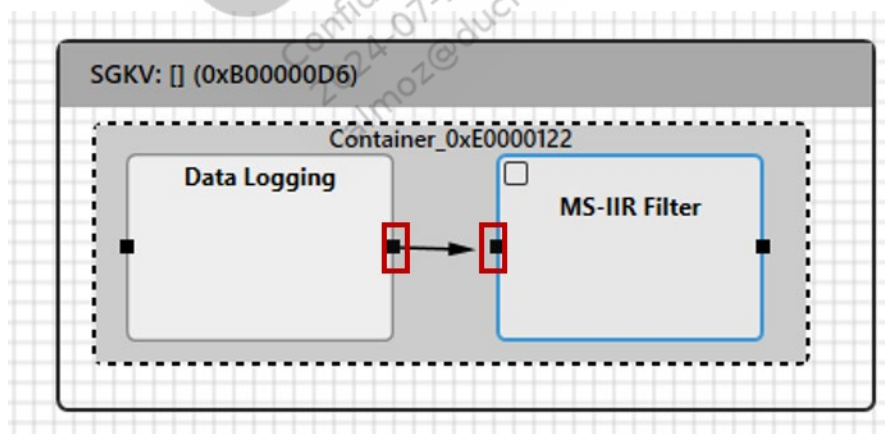 SGKV: [] (0xB00000D6)
Container_0xE0000122
Data Logging
MS-IIR Filter